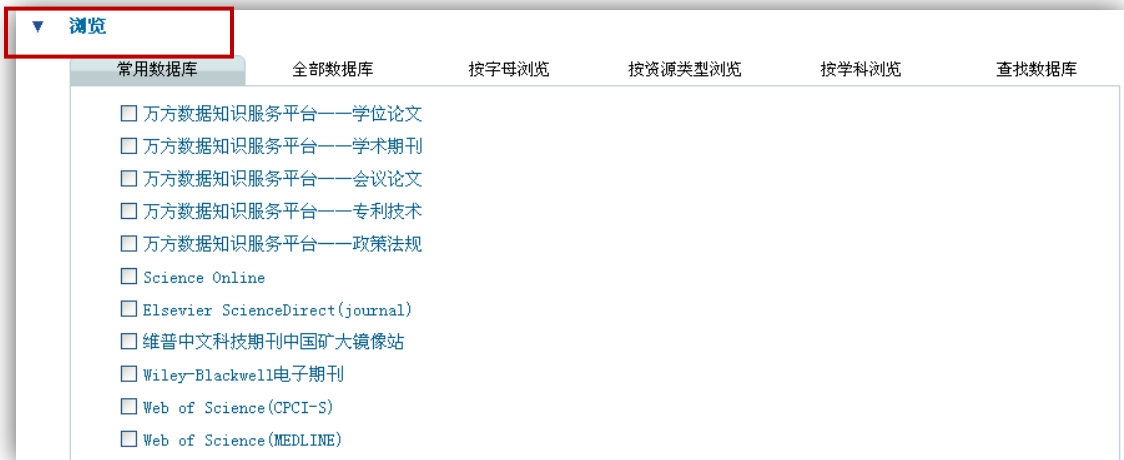 ▼ 浏览
常用数据库 全部数据库 按字母浏览 按资源类型浏览 按学科浏览 查找数据库
万方数据知识服务平台——学位论文
万方数据知识服务平台——学术期刊
万方数据知识服务平台——会议论文
万方数据知识服务平台——专利技术
万方数据知识服务平台——政策法规
Science Online
Elsevier ScienceDirect(journal)
维普中文科技期刊中国矿大镜像站
Wiley-Blackwell电子期刊
Web of Science(CPCI-S)
Web of Science(MEDLINE)